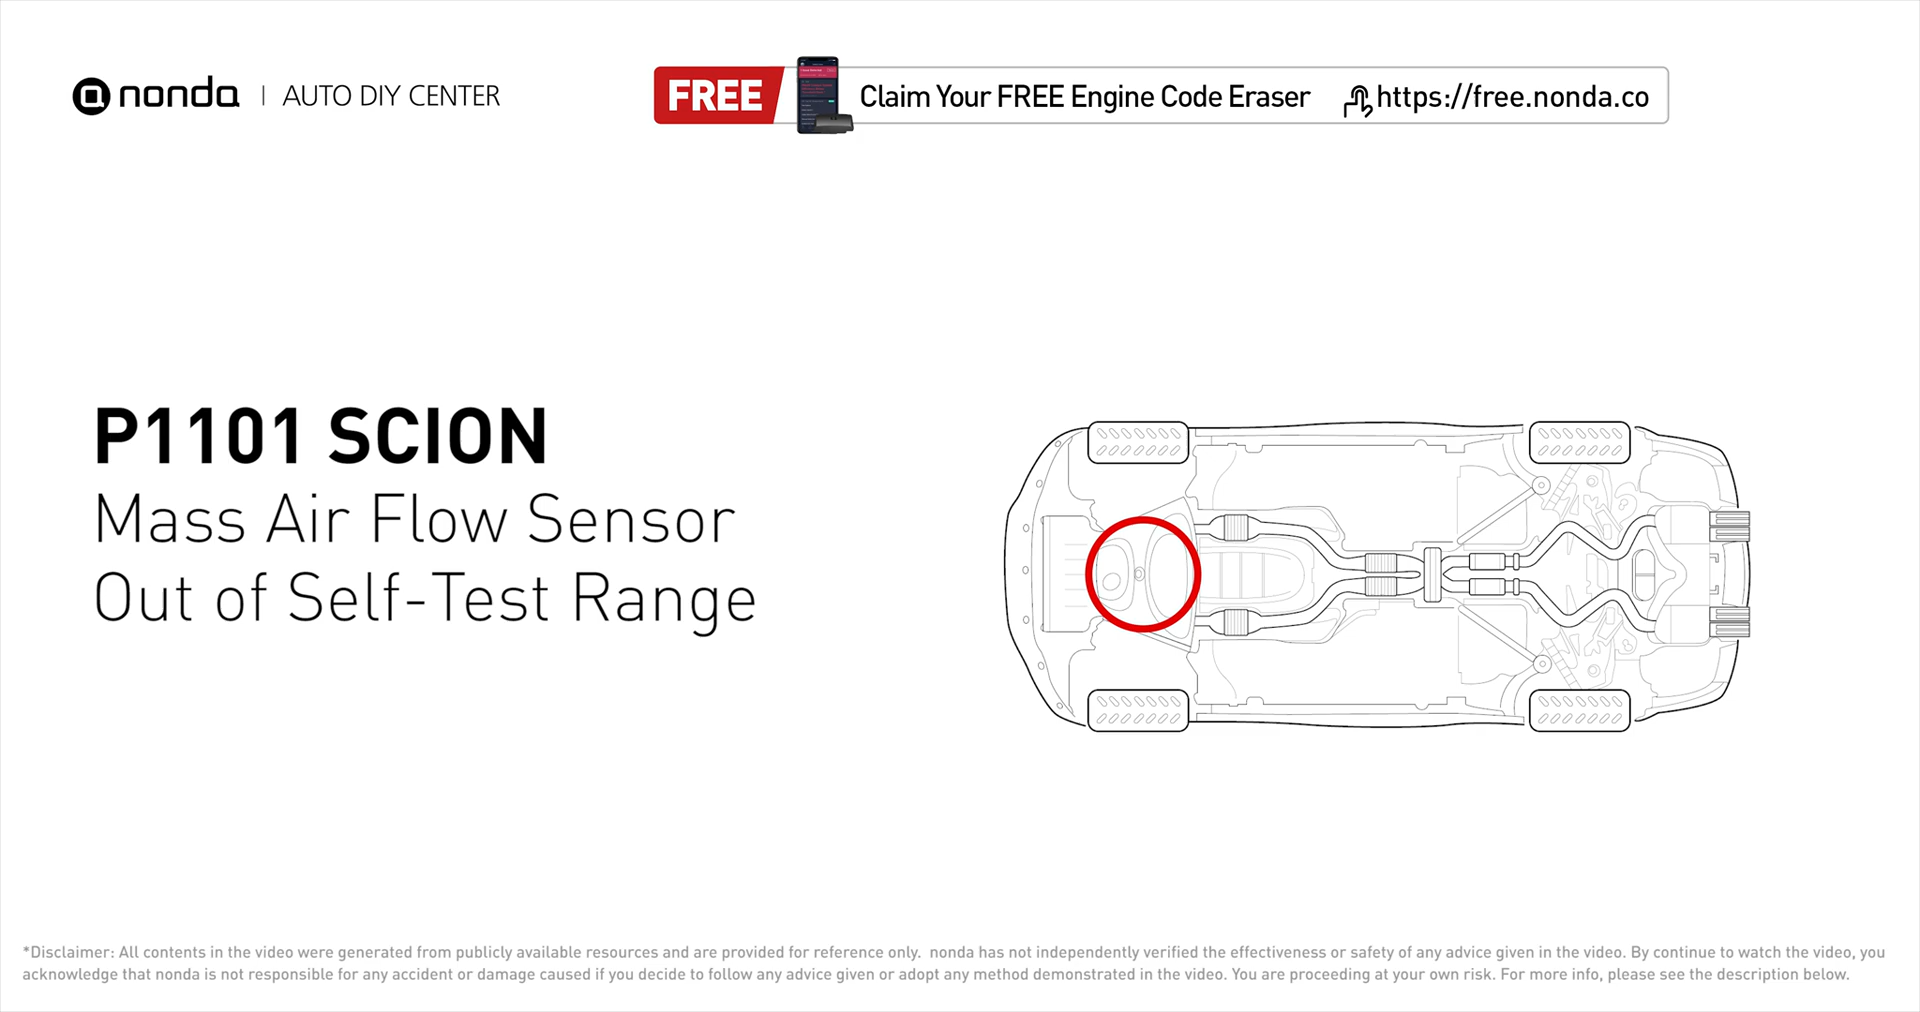 nonda | AUTO DIY CENTER
FREE Claim Your FREE Engine Code Eraser https://free.nonda.co
P1101 SCION
Mass Air Flow Sensor
Out of Self-Test Range
*Disclaimer: All contents in the video were generated from publicly available resources and are provided for reference only. nonda has not independently verified the effectiveness or safety of any advice given in the video. By continue to watch the video, you
acknowledge that nonda is not responsible for any accident or damage caused if you decide to follow any advice given or adopt any method demonstrated in the video. You are proceeding at your own risk. For more info, please see the description below.